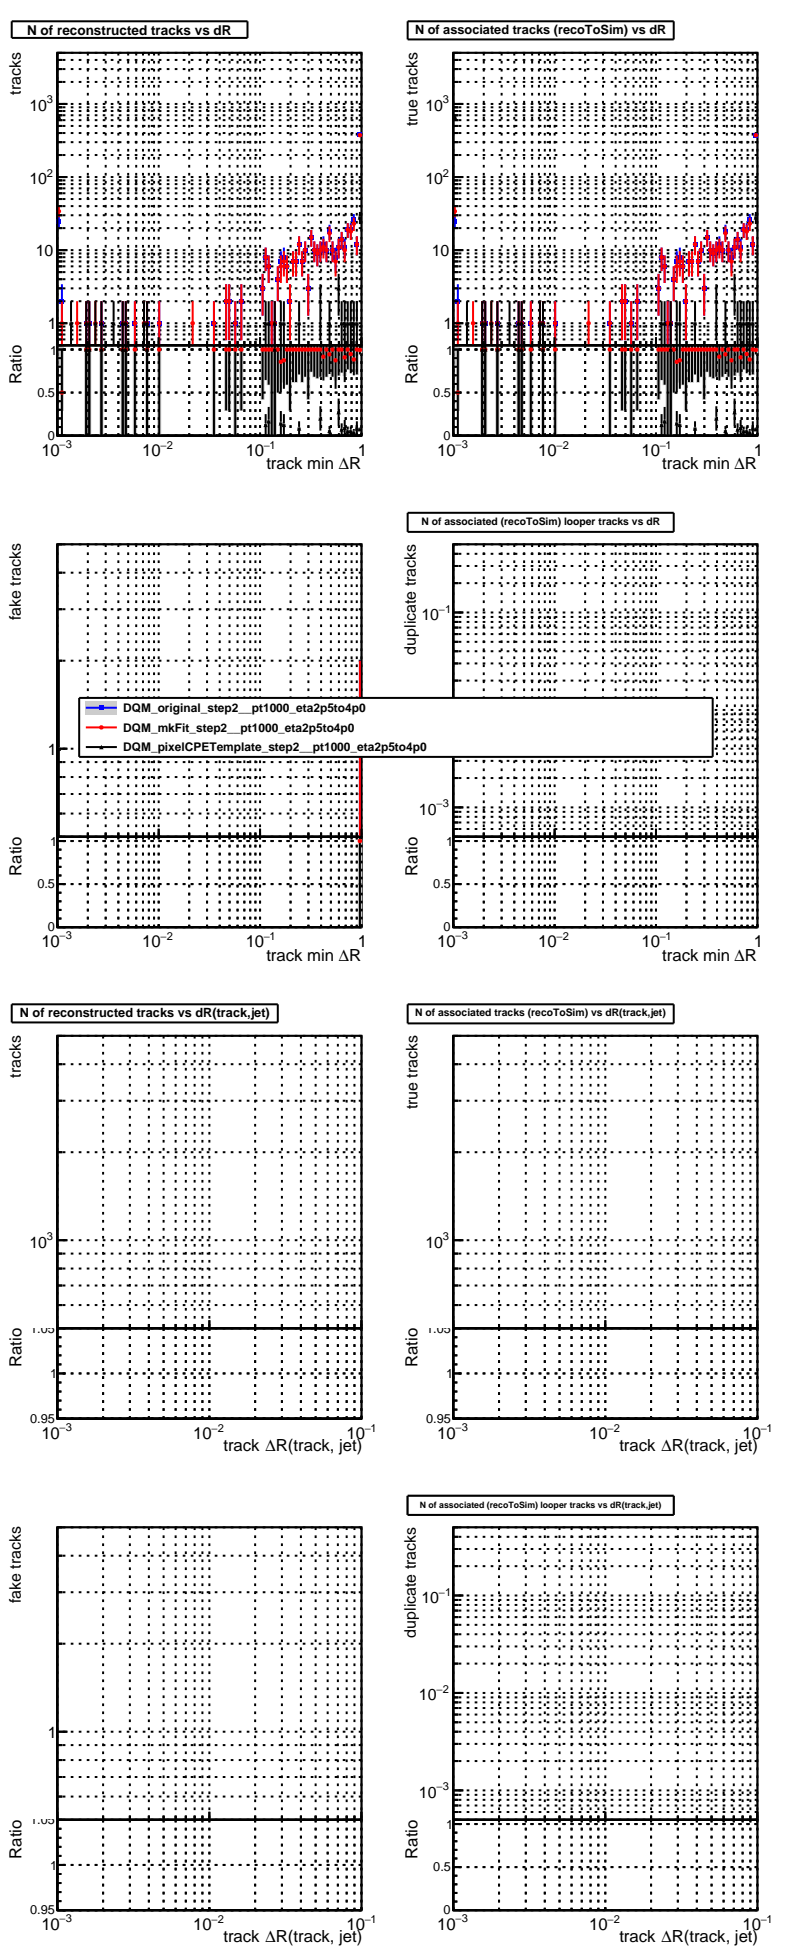 N of reconstructed tracks vs dR
N of associated tracks (recoToSim) vs dR
tracks
true tracks
10³
10²
10
1
10³
10²
10
1
Ratio
1
0.5
0
Ratio
1
0.5
0
10⁻³ 10⁻² 10⁻¹ 1
10⁻³ 10⁻² 10⁻¹ 1
track min ΔR
track min ΔR
N of associated (recoToSim) looper tracks vs dR
fake tracks
duplicate tracks
10⁻¹
DQM_original_step2__pt1000_eta2p5to4p0
DQM_mkFit_step2__pt1000_eta2p5to4p0
DQM_pixelCPETemplate_step2__pt1000_eta2p5to4p0
1
10⁻³
Ratio
1
0.5
0
Ratio
1
0.5
0
10⁻³ 10⁻² 10⁻¹ 1
10⁻³ 10⁻² 10⁻¹ 1
track min ΔR
track min ΔR
N of reconstructed tracks vs dR(track,jet)
N of associated tracks (recoToSim) vs dR(track,jet)
tracks
true tracks
10³
10³
Ratio
1.05
1
0.95
Ratio
1.05
1
0.95
10⁻³ 10⁻² 10⁻¹
10⁻³ 10⁻² 10⁻¹
track ΔR(track, jet)
track ΔR(track, jet)
N of associated (recoToSim) looper tracks vs dR(track,jet)
fake tracks
duplicate tracks
1
10⁻¹
10⁻²
10⁻³
Ratio
1.05
1
0.95
Ratio
1
0.5
0
10⁻³ 10⁻² 10⁻¹
10⁻³ 10⁻² 10⁻¹
track ΔR(track, jet)
track ΔR(track, jet)